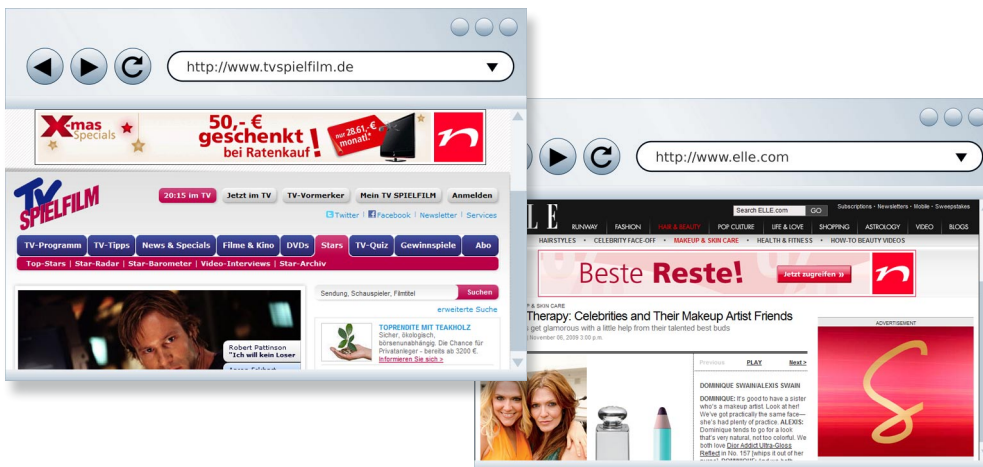 http://www.tvspielfilm.de
X-mas
Specials
50,- €
geschenkt!
bei Ratenkauf
nur 28.61,-€
monatl.*
n
TV
SPIELFILM
20:15 im TV Jetzt im TV TV-Vormerker Mein TV SPIELFILM Anmelden
Twitter | Facebook | Newsletter | Services
TV-Programm TV-Tipps News & Specials Filme & Kino DVDs Stars TV-Quiz Gewinnspiele Abo
Top-Stars | Star-Radar | Star-Barometer | Video-Interviews | Star-Archiv
Sendung, Schauspieler, Filmtitel Suchen
erweiterte Suche
Robert Pattinson
"Ich will kein Loser
TOPRENDITE MIT TEAKHOLZ
Sicher, ökologisch,
börsenunabhängig. Die Chance für
Privatanleger - bereits ab 3200 €.
Informieren Sie sich >
http://www.elle.com
LE
Search ELLE.com GO Subscriptions • Newsletters • Mobile • Sweepstakes
RUNWAY FASHION HAIR & BEAUTY POP CULTURE LIFE & LOVE SHOPPING ASTROLOGY VIDEO BLOGS
HAIRSTYLES • CELEBRITY FACE-OFF • MAKEUP & SKIN CARE • HEALTH & FITNESS • HOW-TO BEAUTY VIDEOS
Beste Reste!
Jetzt zugreifen »
n
& SKIN CARE
Therapy: Celebrities and Their Makeup Artist Friends
get glamorous with a little help from their talented best buds
November 06, 2009 3:00 p.m.
ADVERTISEMENT
Previous PLAY Next >
DOMINIQUE SWAIN/ALEXIS SWAIN
DOMINIQUE: It's good to have a sister
who's a makeup artist. Look at her!
We've got practically the same face—
she's had plenty of practice. ALEXIS:
Dominique tends to go for a look
that's very natural, not too colorful. We
both love Dior Addict Ultra-Gloss
Reflect in No. 157 [whips it out of her
S